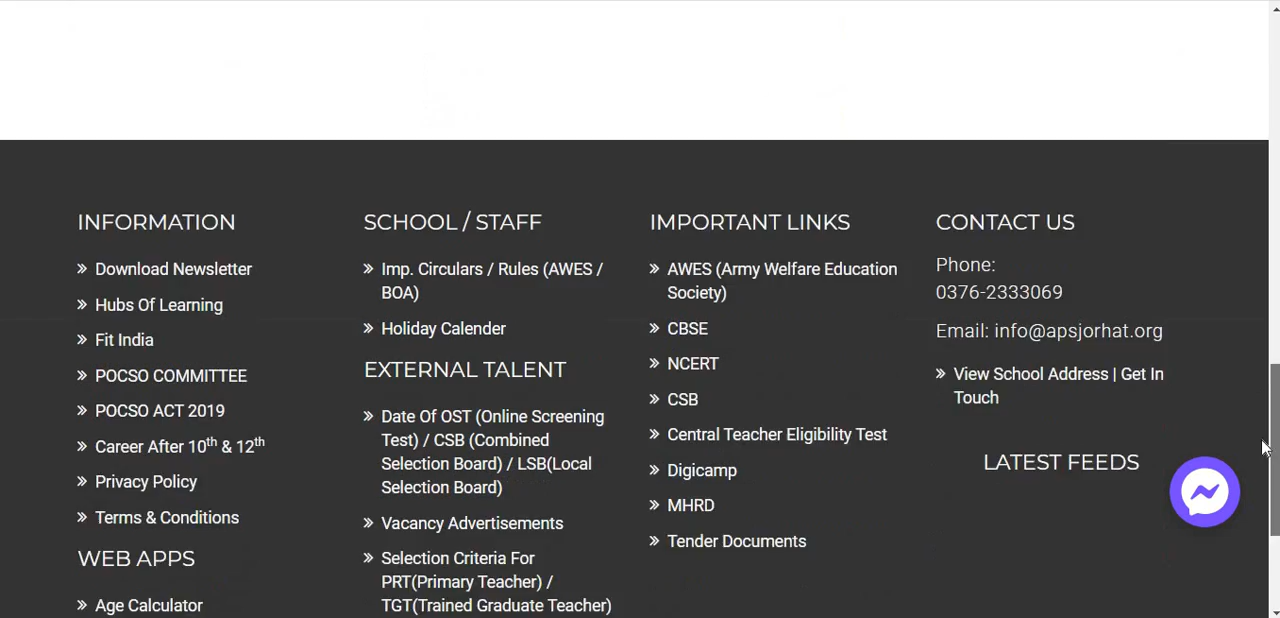 INFORMATION
Download Newsletter
Hubs Of Learning
Fit India
POCSO COMMITTEE
POCSO ACT 2019
Career After 10th & 12th
Privacy Policy
Terms & Conditions
WEB APPS
Age Calculator
SCHOOL / STAFF
Imp. Circulars / Rules (AWES /
BOA)
Holiday Calender
EXTERNAL TALENT
Date Of OST (Online Screening
Test) / CSB (Combined
Selection Board) / LSB(Local
Selection Board)
Vacancy Advertisements
Selection Criteria For
PRT(Primary Teacher) /
TGT(Trained Graduate Teacher)
IMPORTANT LINKS
AWES (Army Welfare Education
Society)
CBSE
NCERT
CSB
Central Teacher Eligibility Test
Digicamp
MHRD
Tender Documents
CONTACT US
Phone:
0376-2333069
Email: info@apsjorhat.org
View School Address | Get In
Touch
LATEST FEEDS